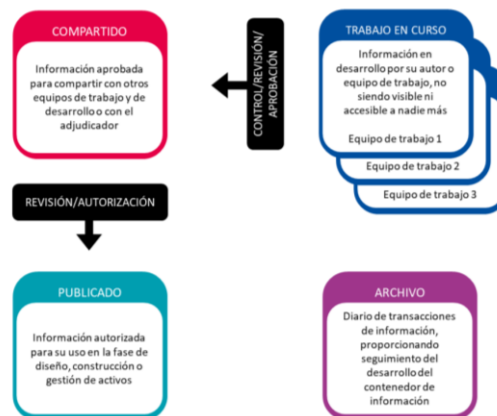 COMPARTIDO
Información aprobada
para compartir con otros
equipos de trabajo y de
desarrollo o con el
adjudicador
CONTROL/REVISIÓN/
APROBACIÓN
TRABAJO EN CURSO
Información en
desarrollo por su autor o
equipo de trabajo, no
siendo visible ni
accesible a nadie más
Equipo de trabajo 1
Equipo de trabajo 2
Equipo de trabajo 3
REVISIÓN/AUTORIZACIÓN
PUBLICADO
Información autorizada
para su uso en la fase de
diseño, construcción o
gestión de activos
ARCHIVO
Diario de transacciones
de información,
proporcionando
seguimiento del
desarrollo del
contenedor de
información